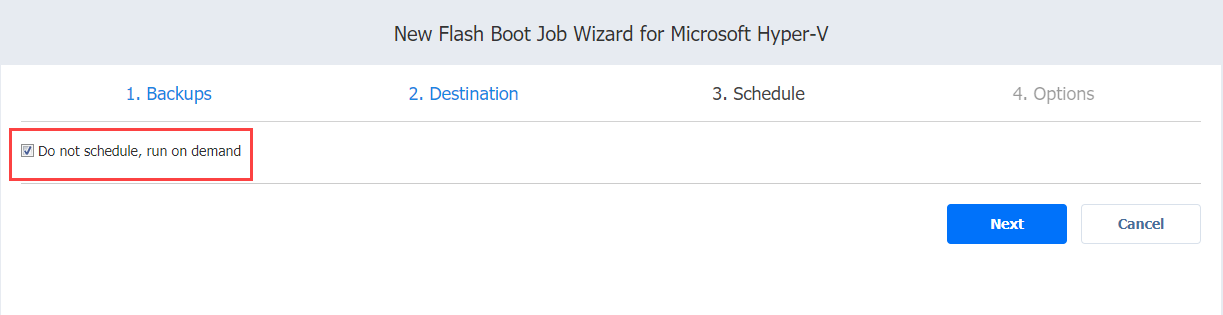 New Flash Boot Job Wizard for Microsoft Hyper-V
1. Backups
2. Destination
3. Schedule
4. Options
Do not schedule, run on demand
Next
Cancel